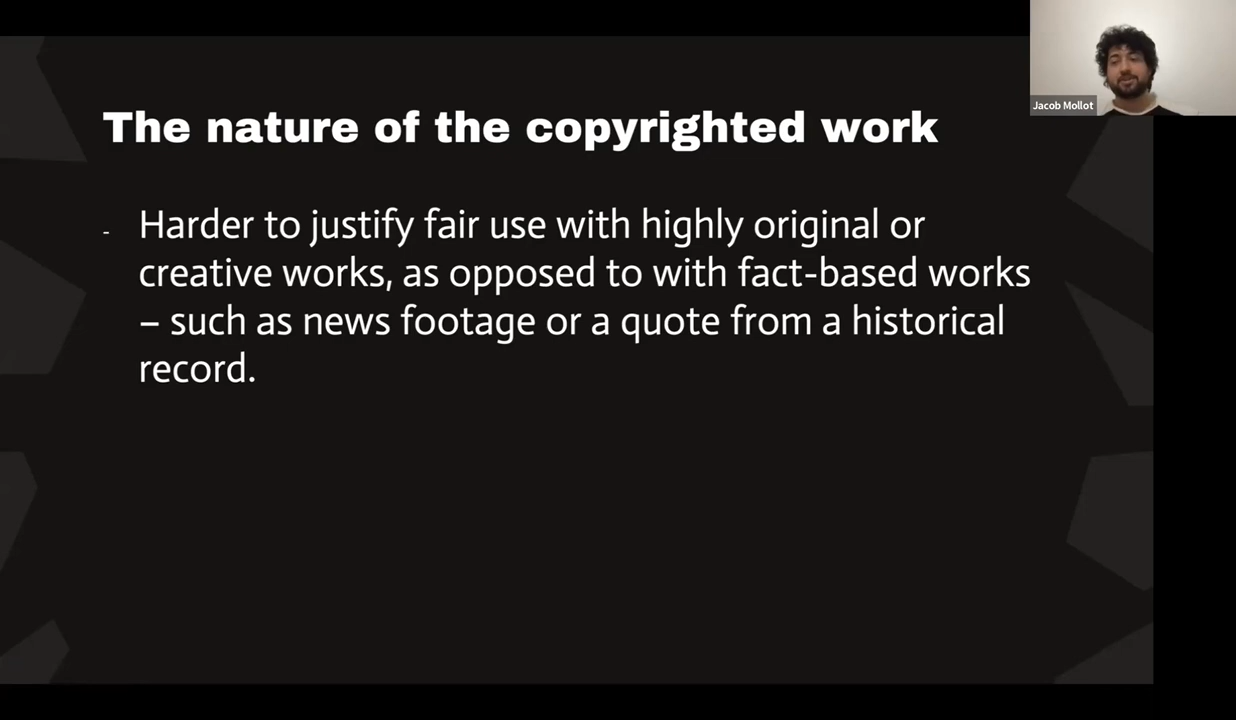 The nature of the copyrighted work
- Harder to justify fair use with highly original or
creative works, as opposed to with fact-based works
– such as news footage or a quote from a historical
record.
Jacob Mollot